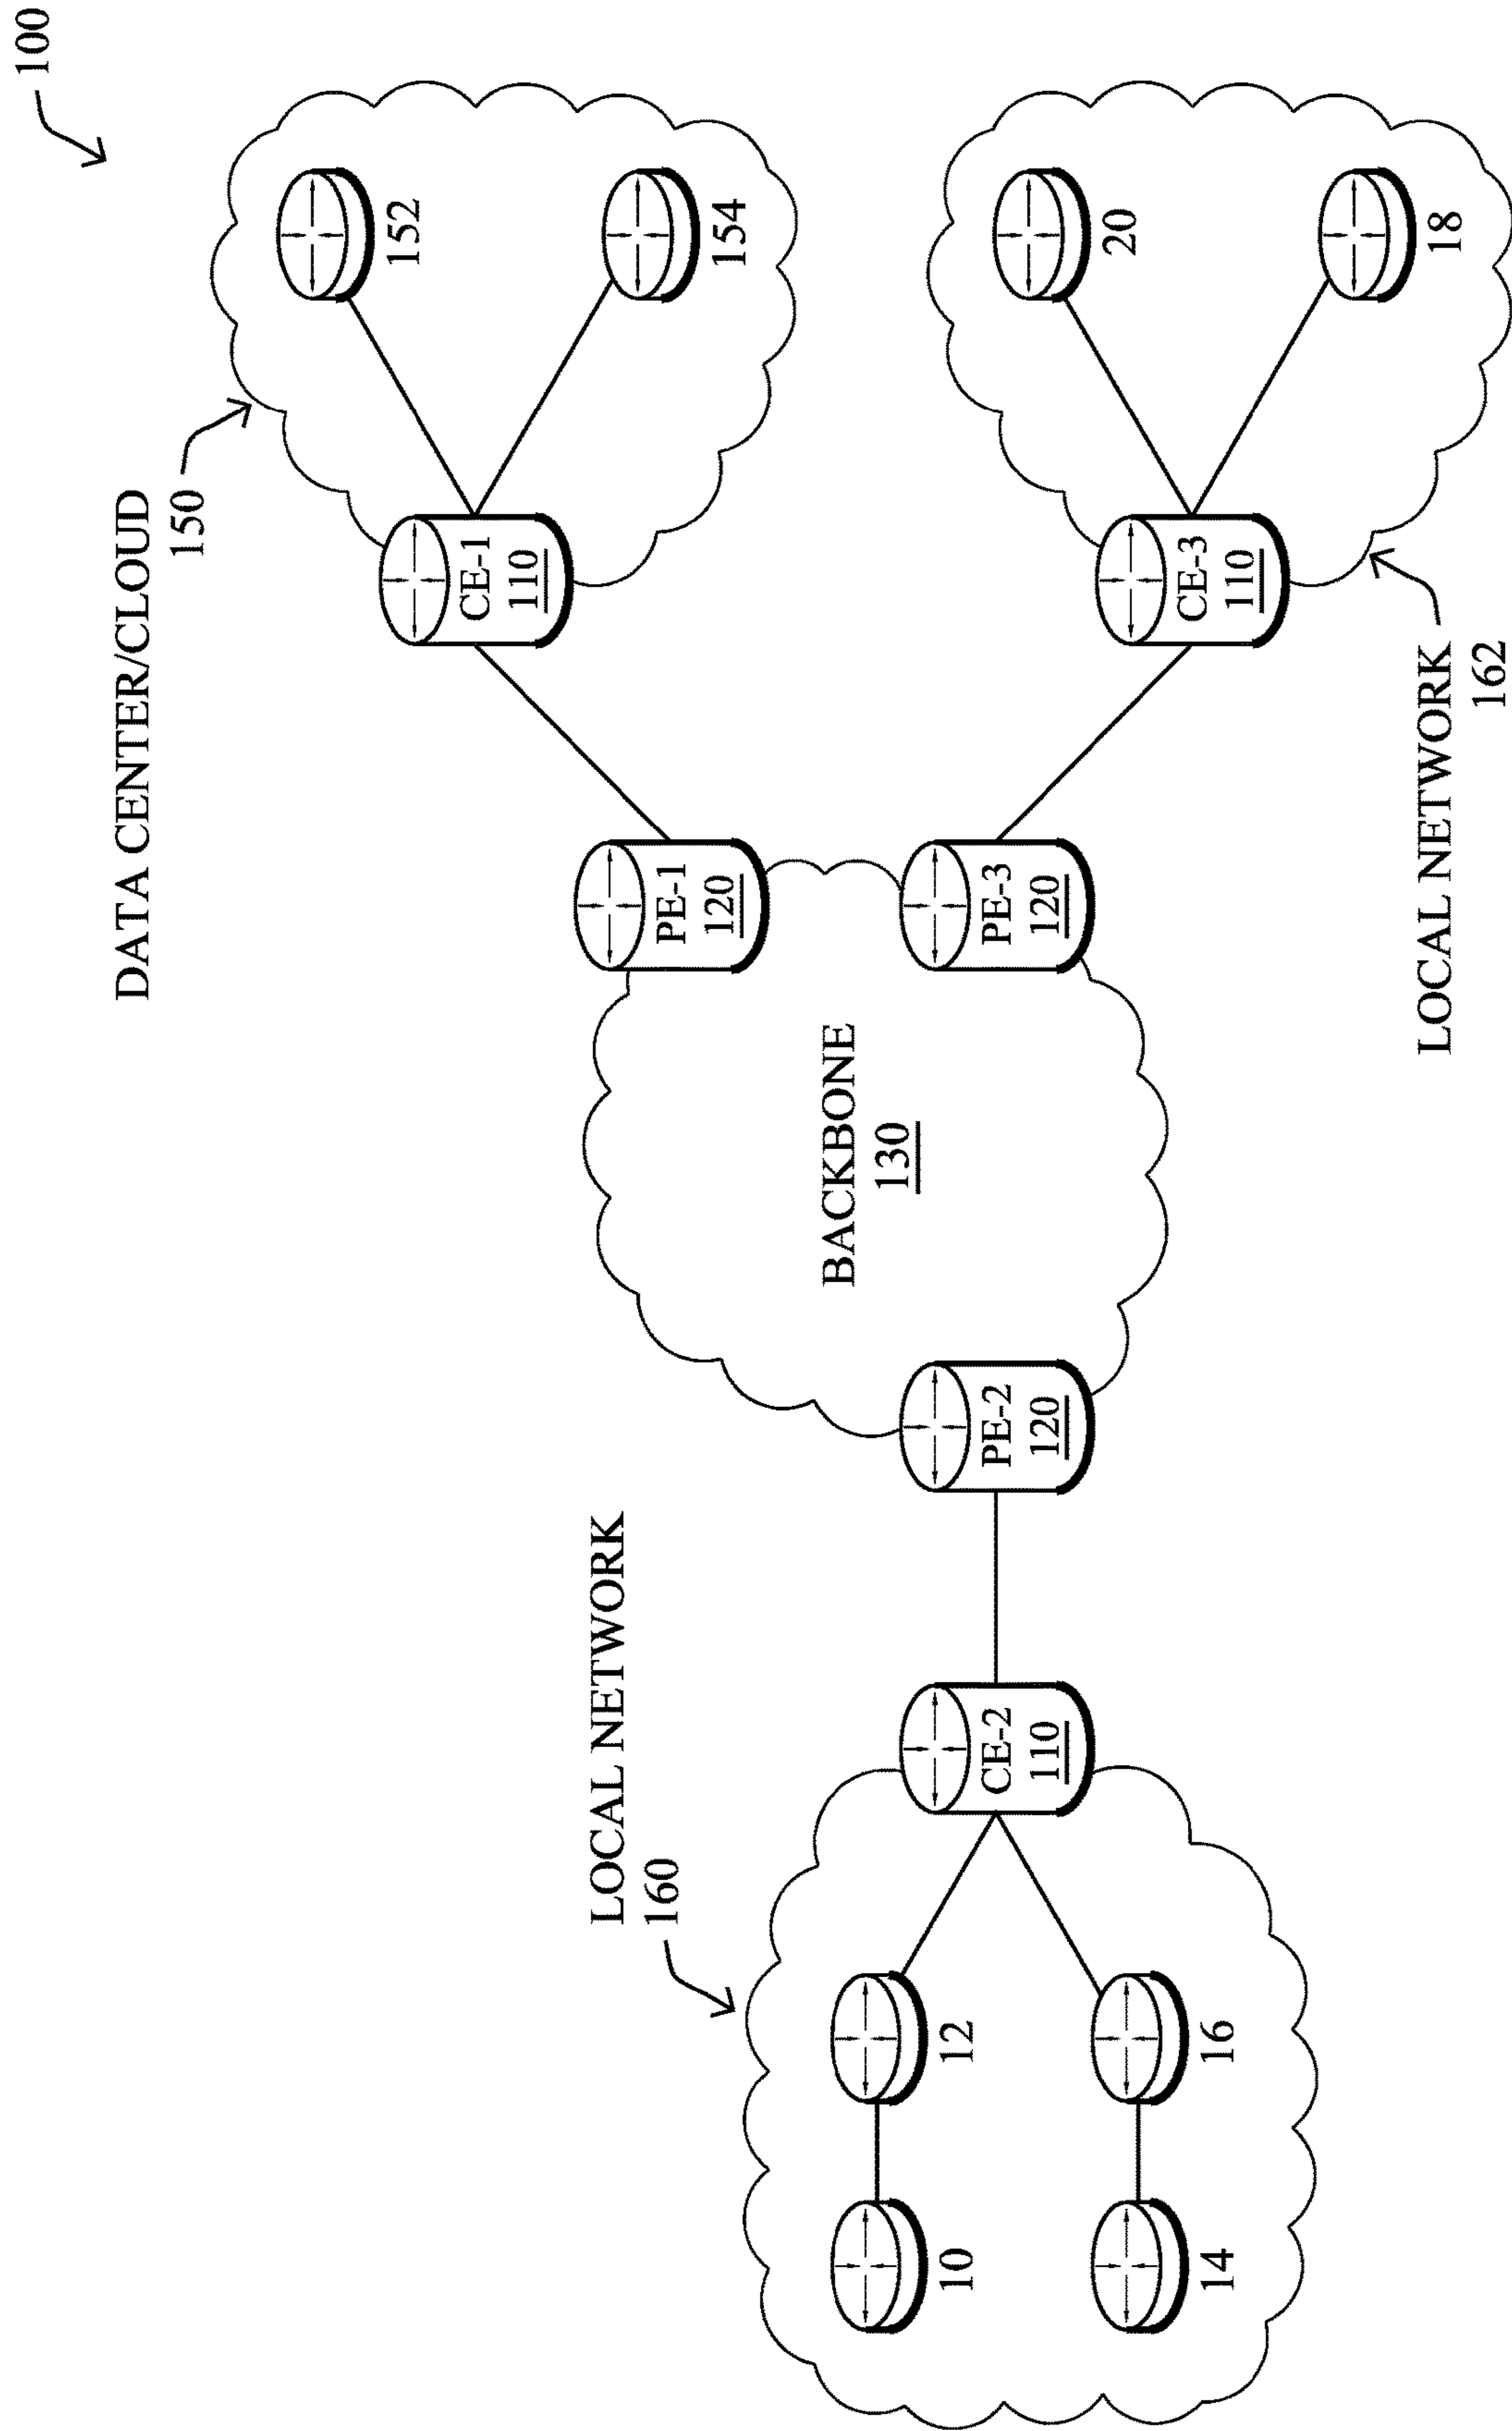 100
DATA CENTER/CLOUD
150
152
CE-1
110
154
PE-1
120
LOCAL NETWORK
160
BACKBONE
130
10
12
CE-2
110
PE-2
120
PE-3
120
14
16
CE-3
110
20
18
LOCAL NETWORK
162